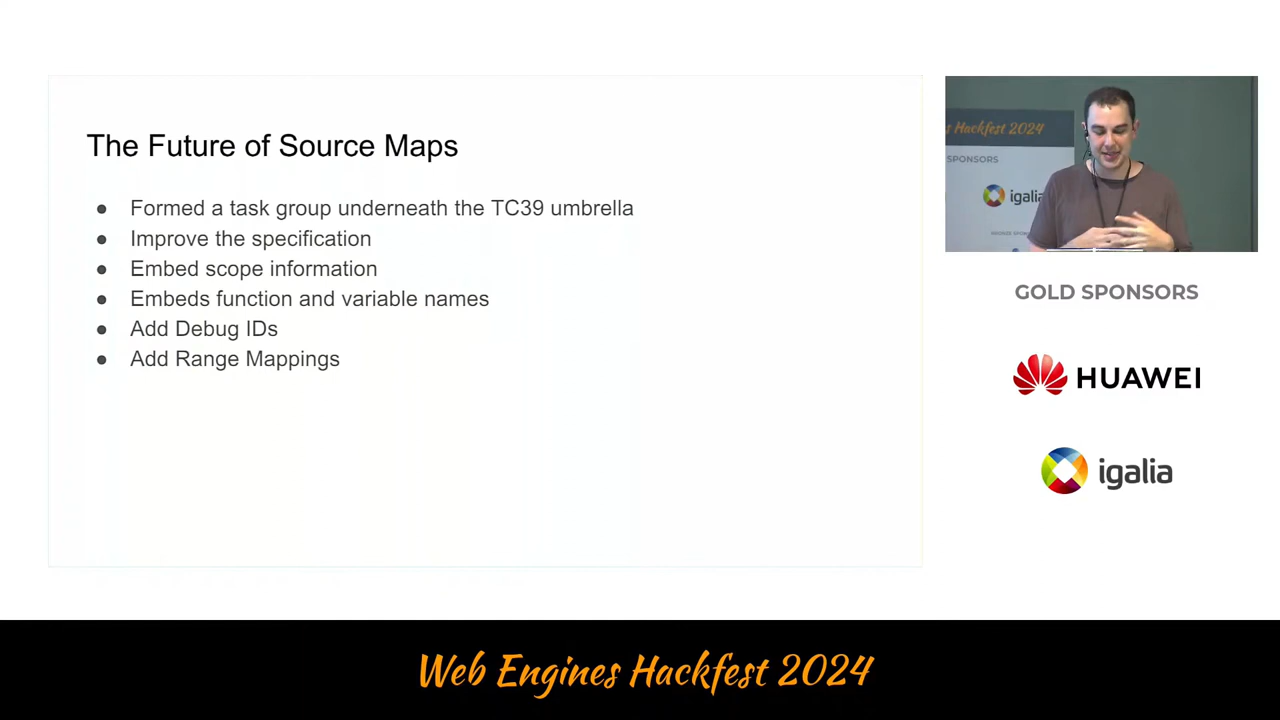 The Future of Source Maps
● Formed a task group underneath the TC39 umbrella
● Improve the specification
● Embed scope information
● Embeds function and variable names
● Add Debug IDs
● Add Range Mappings
s Hackfest 2024
SPONSORS
igalia
GOLD SPONSORS
HUAWEI
igalia
Web Engines Hackfest 2024